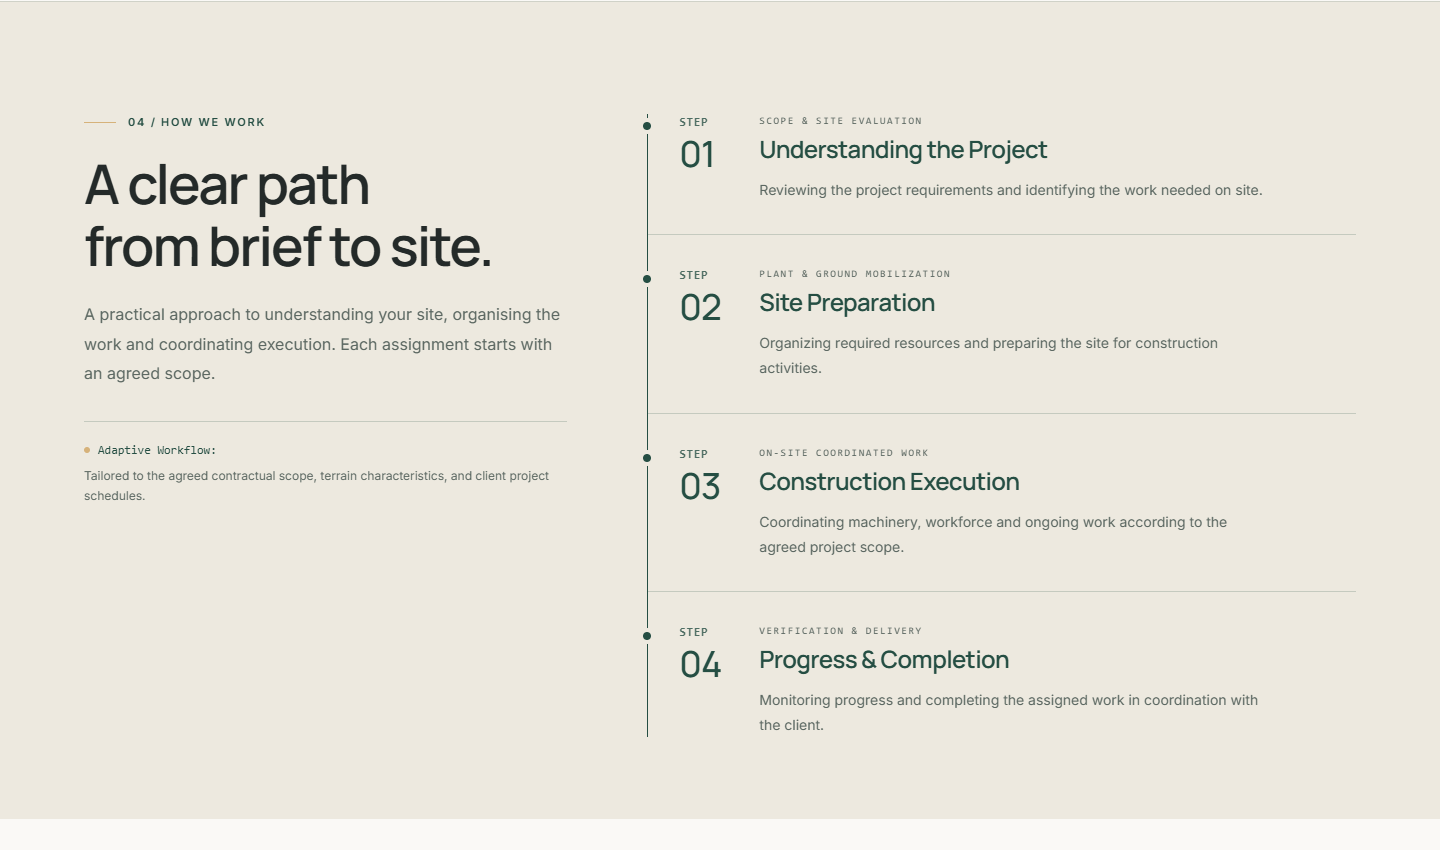 04 / HOW WE WORK
A clear path
from brief to site.
A practical approach to understanding your site, organising the
work and coordinating execution. Each assignment starts with
an agreed scope.
Adaptive Workflow:
Tailored to the agreed contractual scope, terrain characteristics, and client project
schedules.
STEP
01
SCOPE & SITE EVALUATION
Understanding the Project
Reviewing the project requirements and identifying the work needed on site.
STEP
02
PLANT & GROUND MOBILIZATION
Site Preparation
Organizing required resources and preparing the site for construction
activities.
STEP
03
ON-SITE COORDINATED WORK
Construction Execution
Coordinating machinery, workforce and ongoing work according to the
agreed project scope.
STEP
04
VERIFICATION & DELIVERY
Progress & Completion
Monitoring progress and completing the assigned work in coordination with
the client.